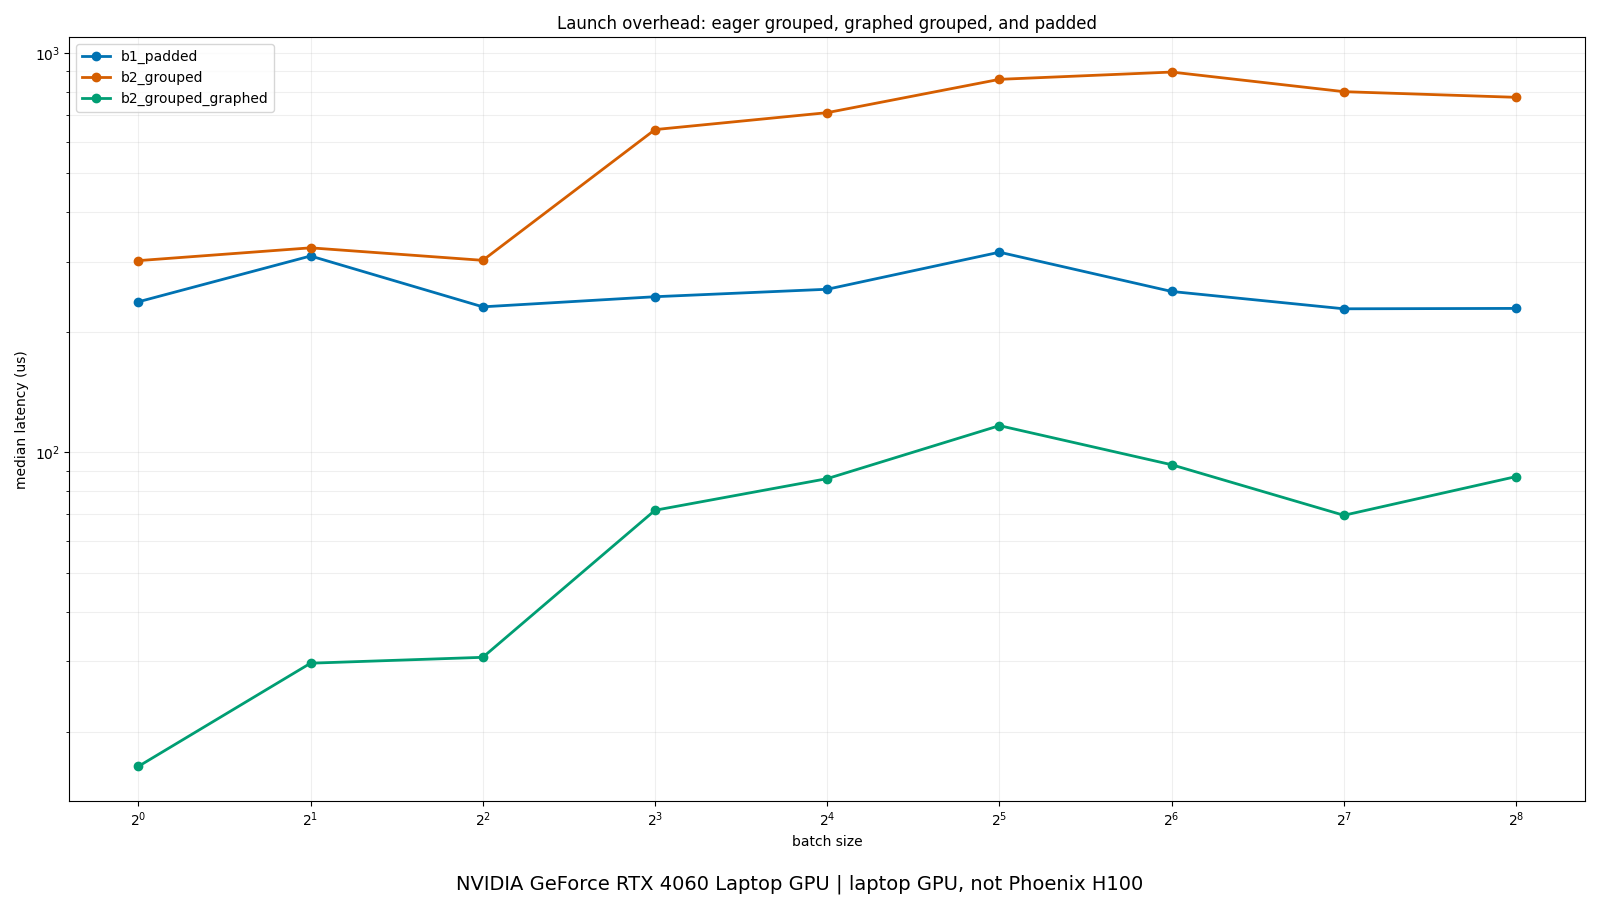 Launch overhead: eager grouped, graphed grouped, and padded
b1_padded
b2_grouped
b2_grouped_graphed
median latency (us)
10³
10²
2⁰ 2¹ 2² 2³ 2⁴ 2⁵ 2⁶ 2⁷ 2⁸
batch size
NVIDIA GeForce RTX 4060 Laptop GPU | laptop GPU, not Phoenix H100